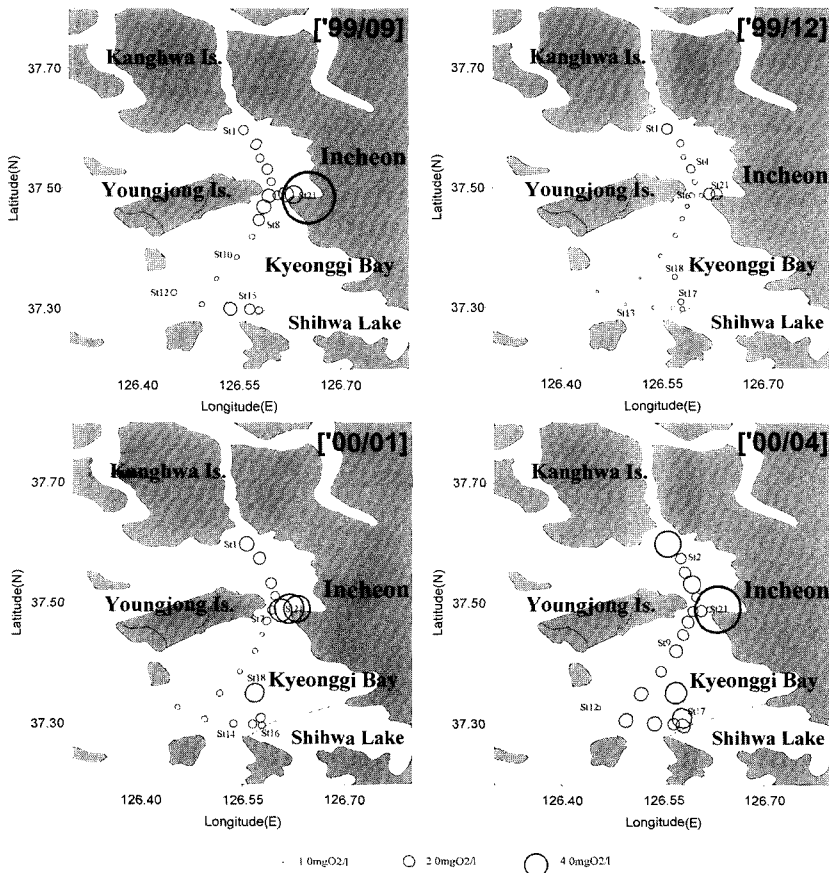 ['99/09]
Kanghwa Is.
37.70
St1
Incheon
37.50
Youngjong Is.
St21
St8
St10
Kyeonggi Bay
St12
St15
37.30
Shihwa Lake
126.40 126.55 126.70
Longitude(E)
Latitude(N)
['99/12]
Kanghwa Is.
37.70
St1
St4
Incheon
37.50
Youngjong Is.
St6
St21
St18
Kyeonggi Bay
St17
37.30
St13
Shihwa Lake
126.40 126.55 126.70
Longitude(E)
Latitude(N)
['00/01]
Kanghwa Is.
37.70
St1
Incheon
37.50
Youngjong Is.
St7
St18
Kyeonggi Bay
37.30
St14
St16
Shihwa Lake
126.40 126.55 126.70
Longitude(E)
Latitude(N)
['00/04]
Kanghwa Is.
37.70
St2
Incheon
37.50
Youngjong Is.
St21
St9
Kyeonggi Bay
St12
St17
37.30
Shihwa Lake
126.40 126.55 126.70
Longitude(E)
Latitude(N)
1 0mgO2/l 2 0mgO2/l 4 0mgO2/l